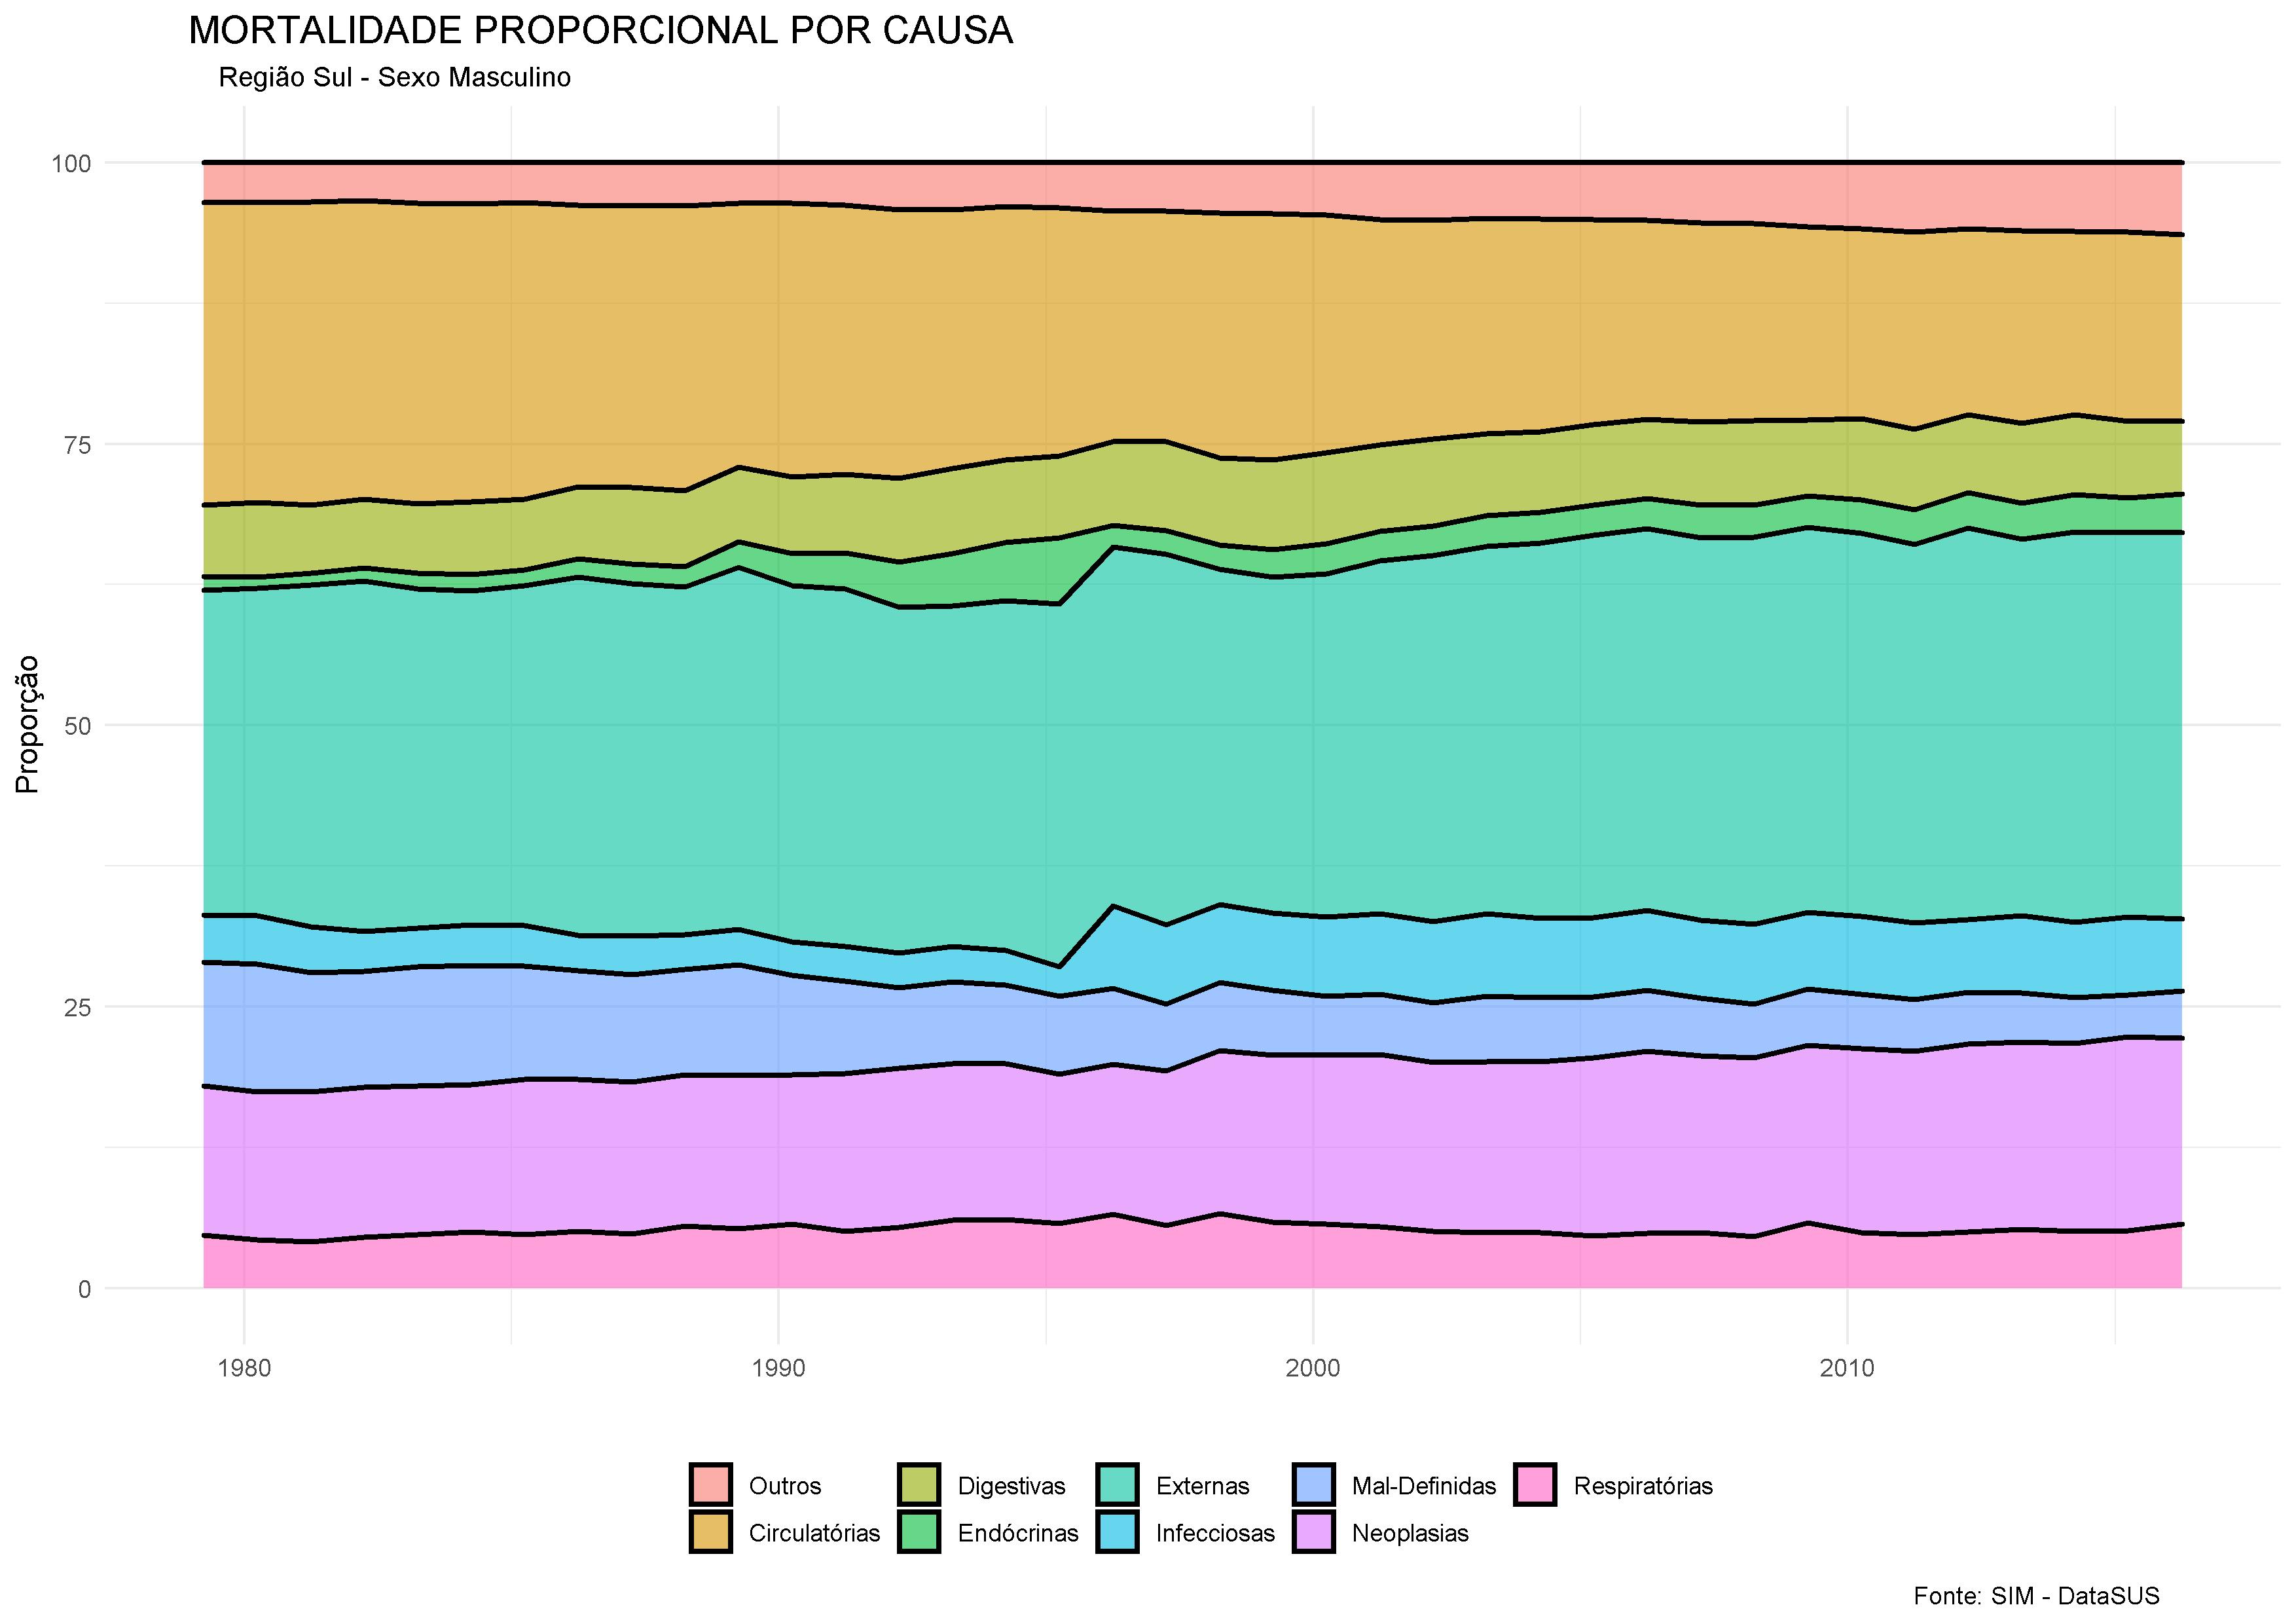 MORTALIDADE PROPORCIONAL POR CAUSA
Região Sul - Sexo Masculino
100
75
50
25
0
Proporção
1980 1990 2000 2010
Outros Digestivas Externas Mal-Definidas Respiratórias
Circulatórias Endócrinas Infecciosas Neoplasias
Fonte: SIM - DataSUS